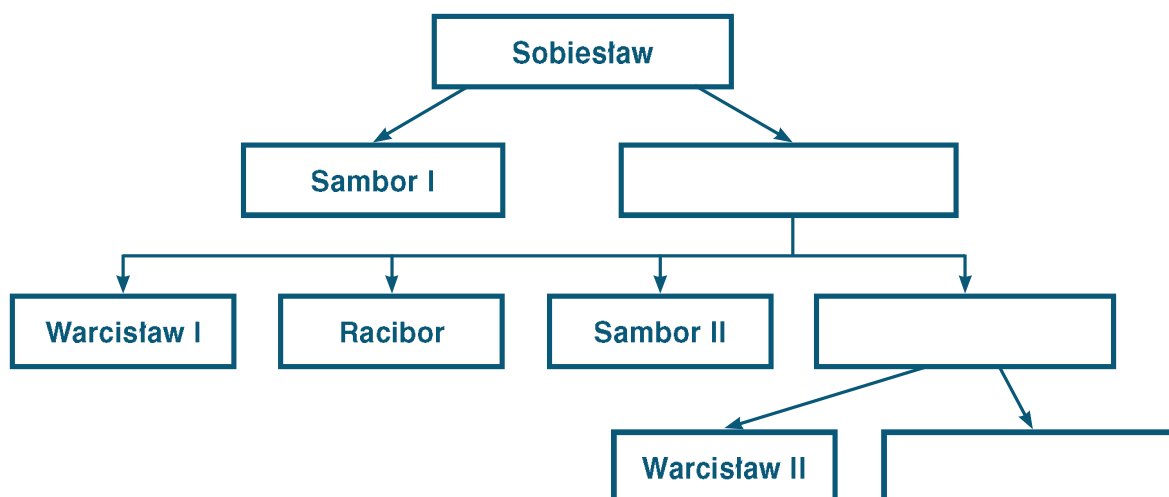 Sobiesław
Sambor I
Warcisław I
Racibor
Sambor II
Warcisław II